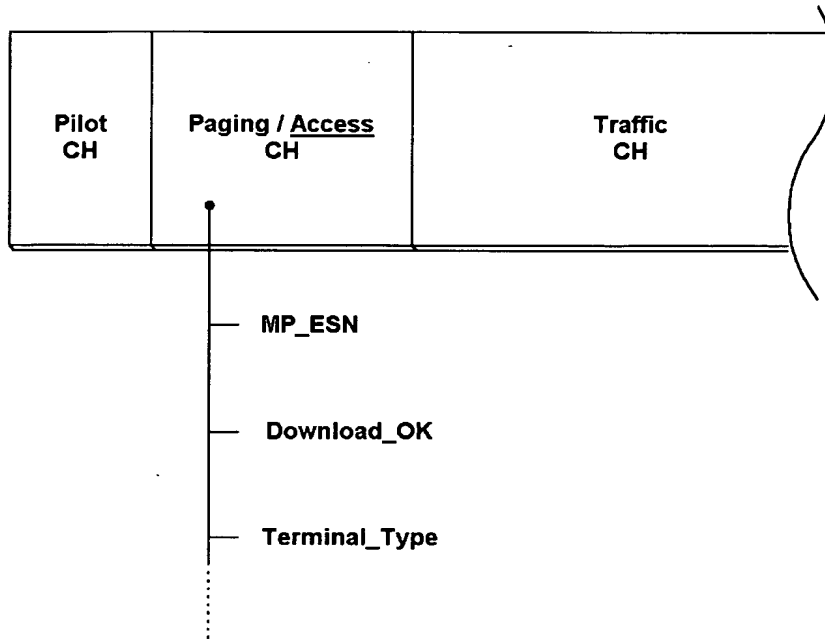 Pilot
CH
Paging / Access
CH
Traffic
CH
MP_ESN
Download_OK
Terminal_Type